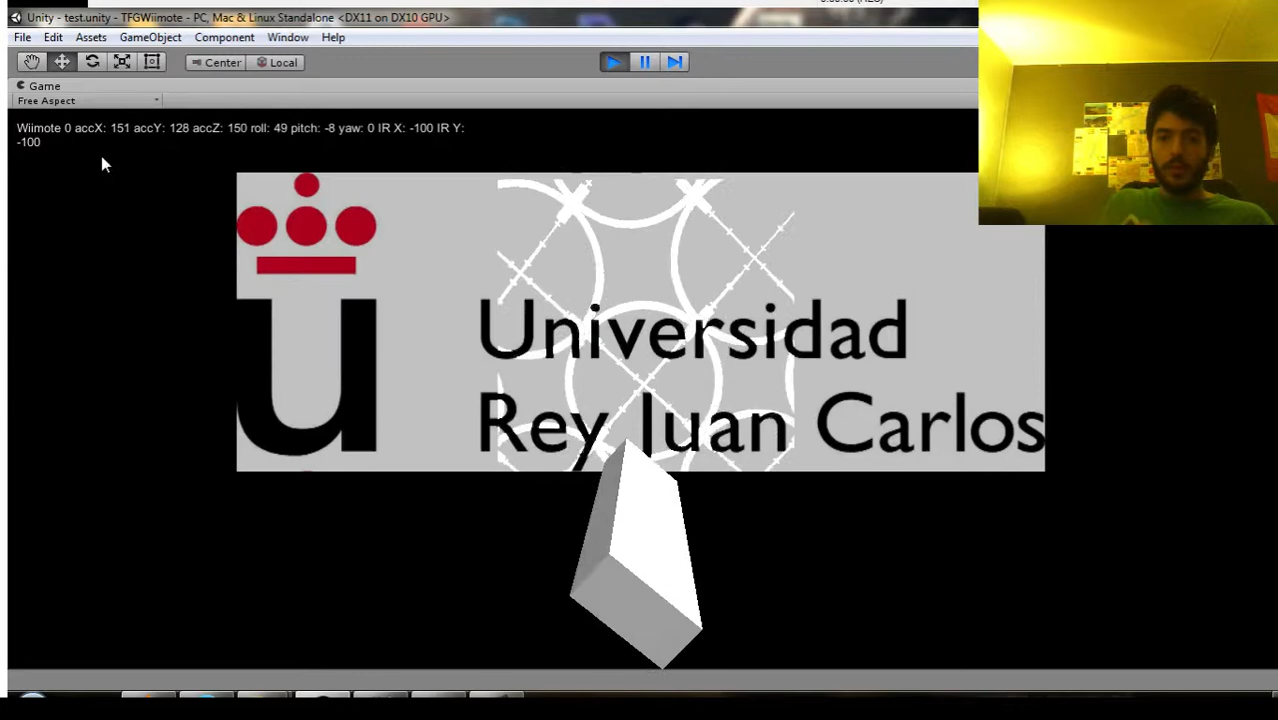 Unity - test.unity - TFGWiimote - PC, Mac & Linux Standalone <DX11 on DX10 GPU>
File Edit Assets GameObject Component Window Help
Center Local
Game
Free Aspect
Wiimote 0 accX: 151 accY: 128 accZ: 150 roll: 49 pitch: -8 yaw: 0 IR X: -100 IR Y:
-100
u
Universidad
Rey Juan Carlos